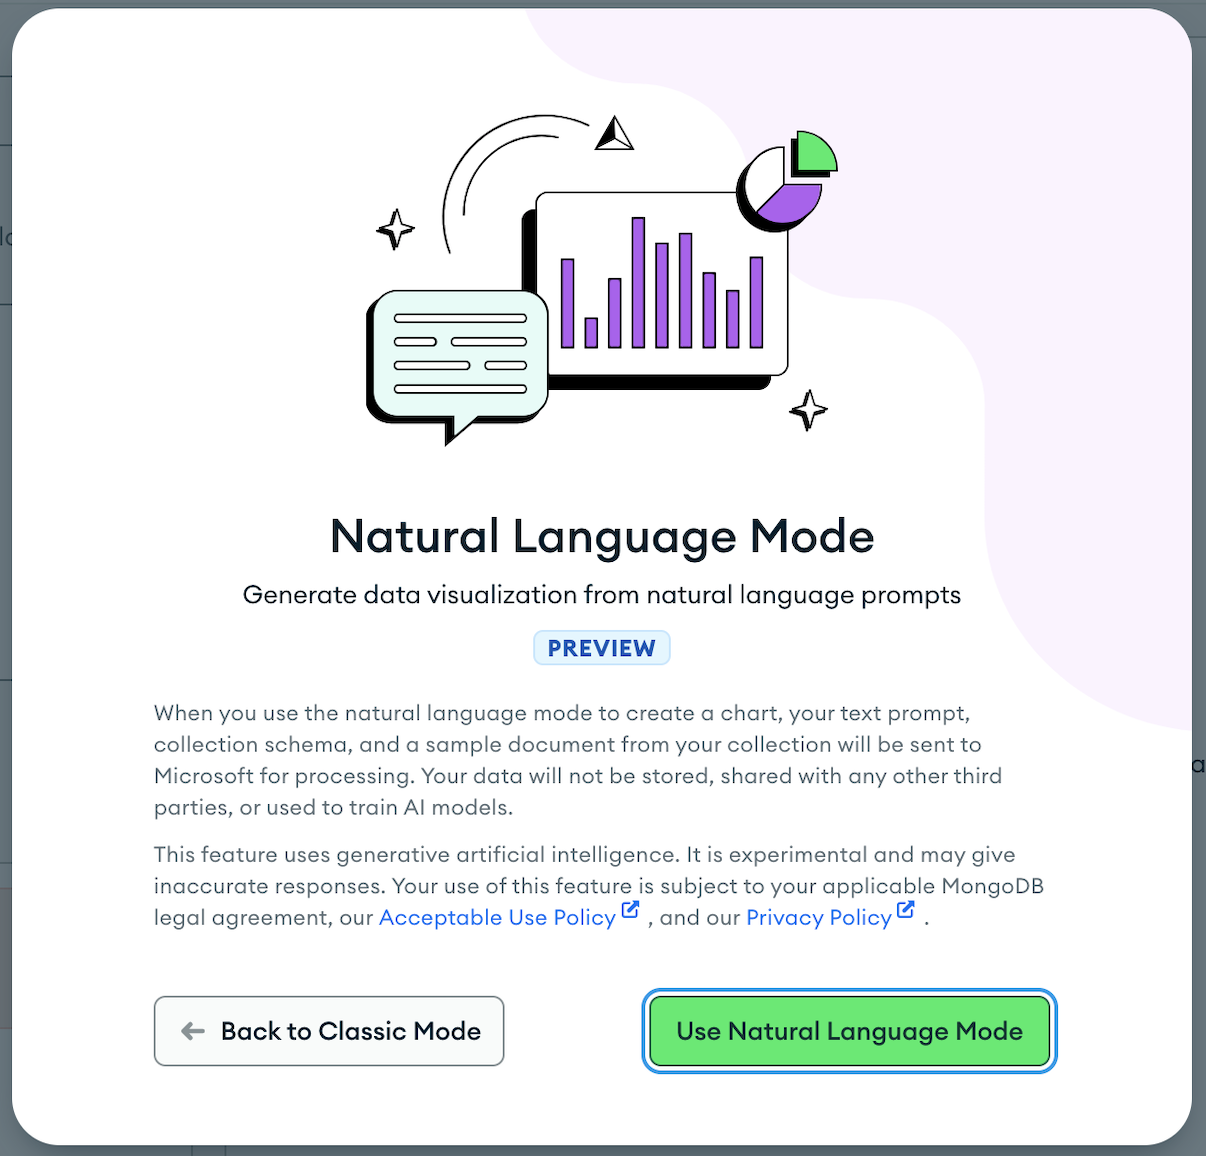 Natural Language Mode
Generate data visualization from natural language prompts
PREVIEW
When you use the natural language mode to create a chart, your text prompt,
collection schema, and a sample document from your collection will be sent to
Microsoft for processing. Your data will not be stored, shared with any other third
parties, or used to train AI models.
This feature uses generative artificial intelligence. It is experimental and may give
inaccurate responses. Your use of this feature is subject to your applicable MongoDB
legal agreement, our Acceptable Use Policy , and our Privacy Policy .
Back to Classic Mode
Use Natural Language Mode